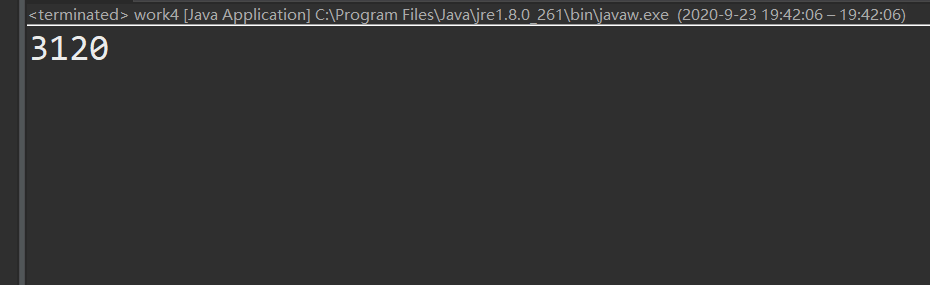 <terminated> work4 [Java Application] C:\Program Files\Java\jre1.8.0_261\bin\javaw.exe  (2020-9-23 19:42:06 – 19:42:06)
3120